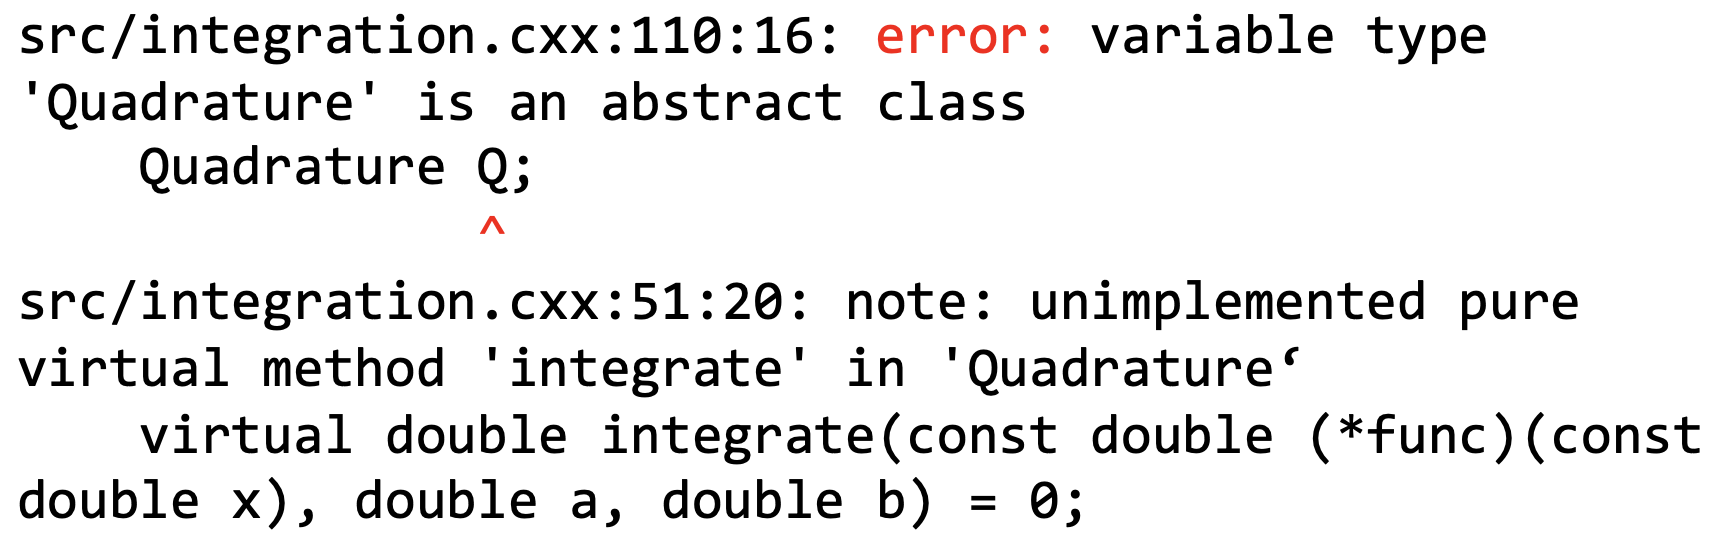 src/integration.cxx:110:16: error: variable type
'Quadrature' is an abstract class
    Quadrature Q;
               ^
src/integration.cxx:51:20: note: unimplemented pure
virtual method 'integrate' in 'Quadrature‘
    virtual double integrate(const double (*func)(const
double x), double a, double b) = 0;